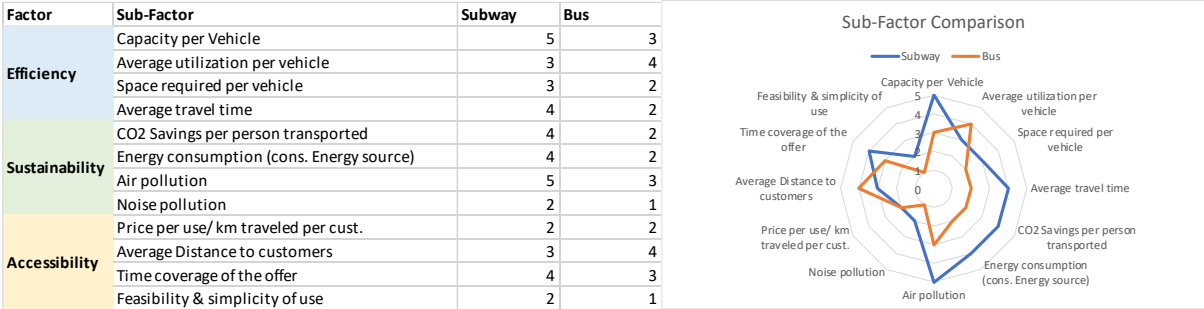 Factor Sub-Factor Subway Bus
Efficiency
Capacity per Vehicle 5 3
Average utilization per vehicle 3 4
Space required per vehicle 3 2
Average travel time 4 2
Sustainability
CO2 Savings per person transported 4 2
Energy consumption (cons. Energy source) 4 2
Air pollution 5 3
Noise pollution 2 1
Accessibility
Price per use/ km traveled per cust. 2 2
Average Distance to customers 3 4
Time coverage of the offer 4 3
Feasibility & simplicity of use 2 1
Sub-Factor Comparison
Subway Bus
Capacity per Vehicle
Average utilization per
vehicle
Space required per
vehicle
Average travel time
CO2 Savings per person
transported
Energy consumption
(cons. Energy source)
Air pollution
Noise pollution
Price per use/ km
traveled per cust.
Average Distance to
customers
Time coverage of the
offer
Feasibility & simplicity of
use
5
4
3
2
1
0